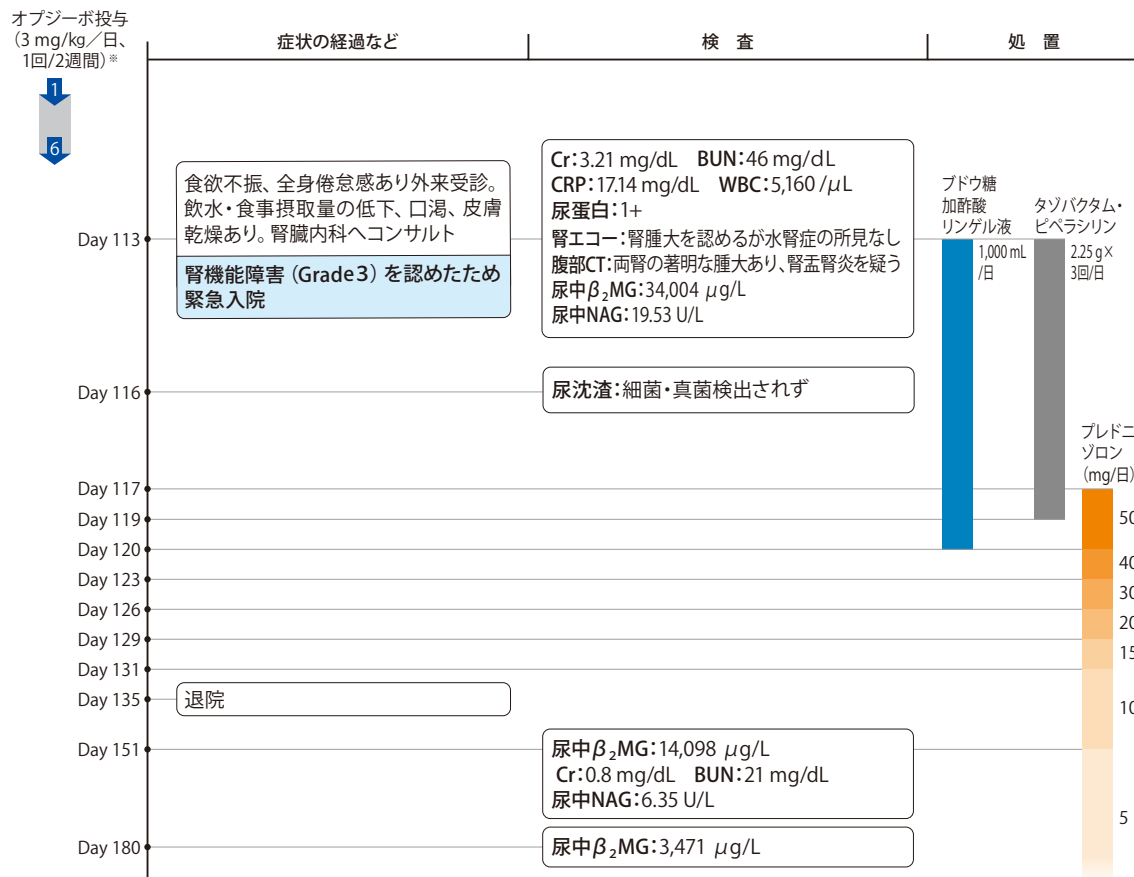 オプジーボ投与
（3 mg/kg／日、
1回/2週間）※
症状の経過など
検 査
処 置
1
6
Day 113
食欲不振、全身倦怠感あり外来受診。
飲水・食事摂取量の低下、口渇、皮膚
乾燥あり。腎臓内科へコンサルト
腎機能障害（Grade3）を認めたため
緊急入院
Cr：3.21 mg/dL BUN：46 mg/dL
CRP：17.14 mg/dL WBC：5,160 /μL
尿蛋白：1+
腎エコー：腎腫大を認めるが水腎症の所見なし
腹部CT：両腎の著明な腫大あり、腎盂腎炎を疑う
尿中β₂MG：34,004 μg/L
尿中NAG：19.53 U/L
ブドウ糖
加酢酸
リンゲル液
1,000 mL
/日
タゾバクタム・
ピペラシリン
2.25 g×
3回/日
Day 116
尿沈渣：細菌・真菌検出されず
プレドニ
ゾロン
（mg/日）
Day 117
50
Day 119
Day 120
40
Day 123
30
Day 126
20
Day 129
15
Day 131
10
Day 135
退院
Day 151
尿中β₂MG：14,098 μg/L
Cr：0.8 mg/dL BUN：21 mg/dL
尿中NAG：6.35 U/L
5
Day 180
尿中β₂MG：3,471 μg/L